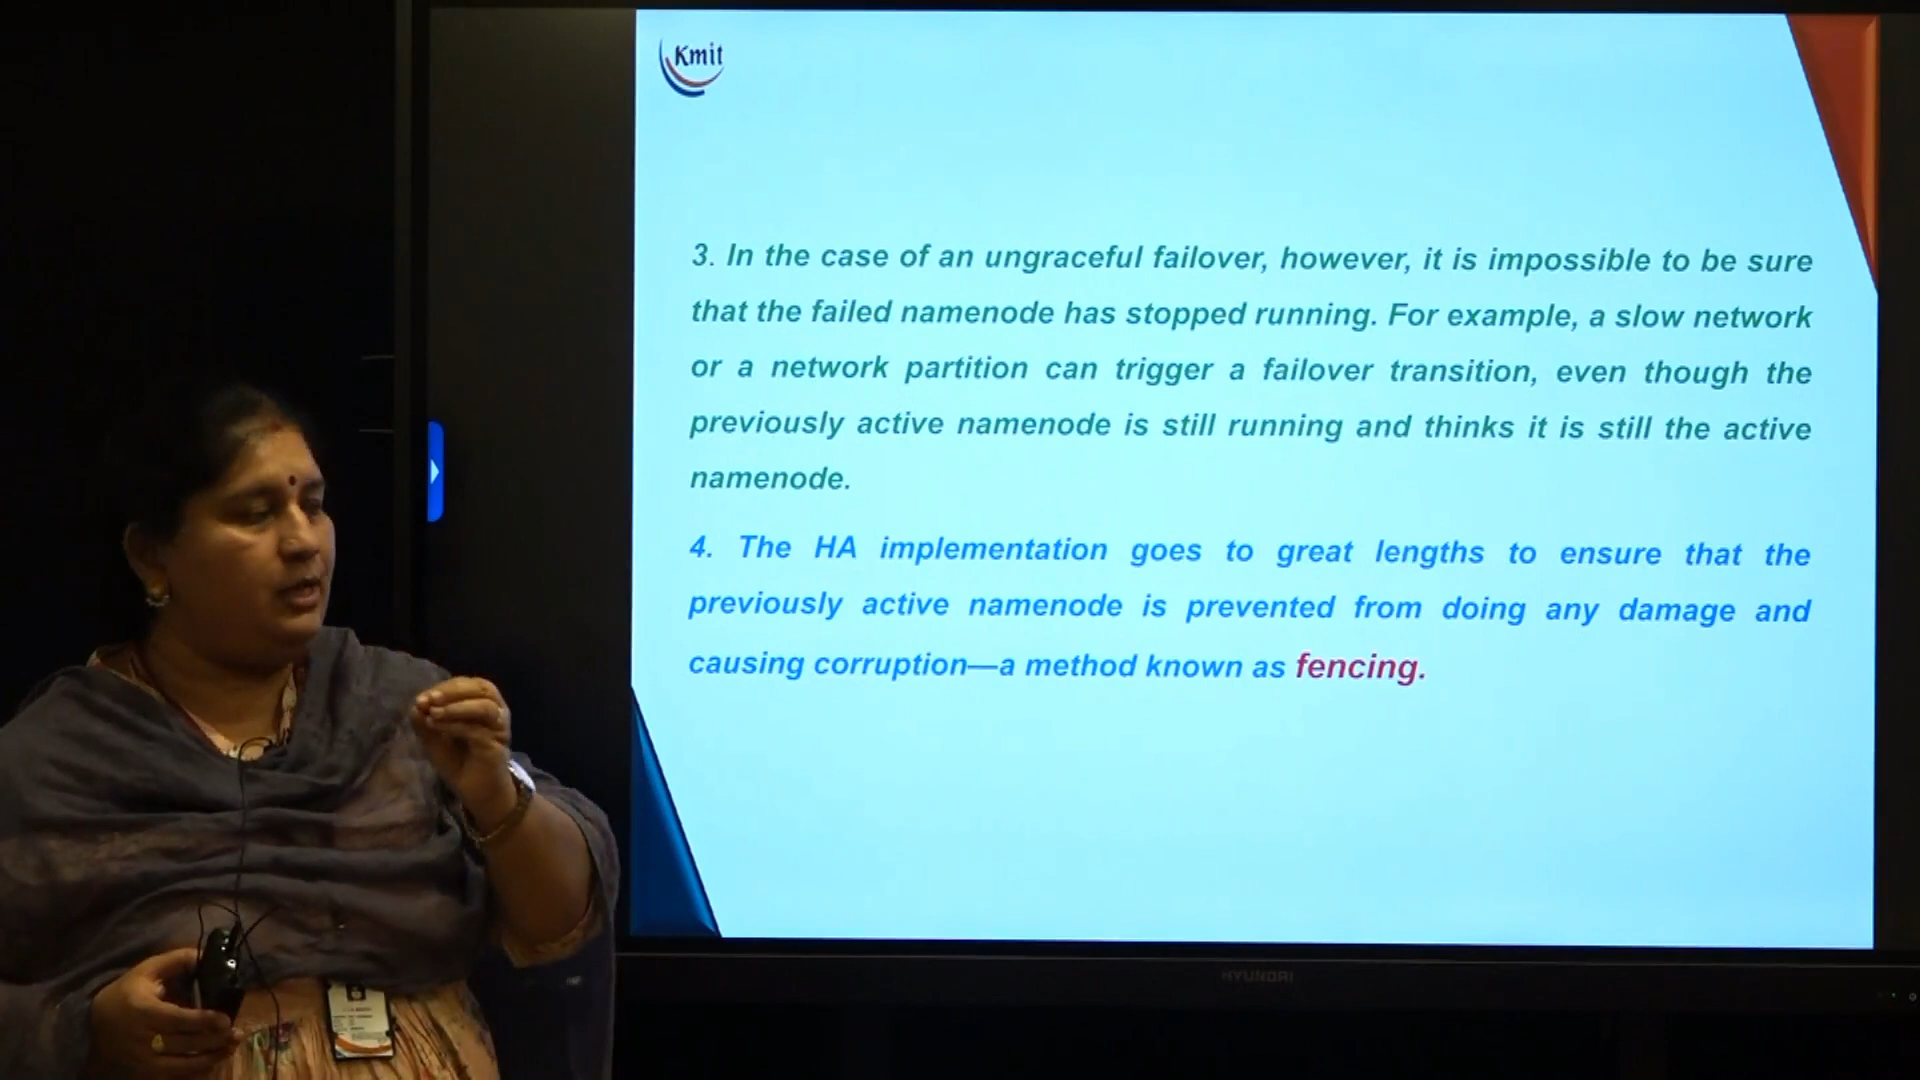 Kmit
3. In the case of an ungraceful failover, however, it is impossible to be sure
that the failed namenode has stopped running. For example, a slow network
or a network partition can trigger a failover transition, even though the
previously active namenode is still running and thinks it is still the active
namenode.
4. The HA implementation goes to great lengths to ensure that the
previously active namenode is prevented from doing any damage and
causing corruption—a method known as fencing.
HYUNDAI